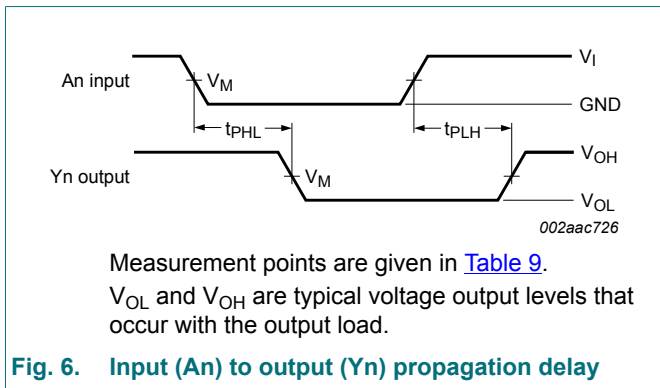 V_I
An input
V_M
GND
t_PHL
t_PLH
V_OH
Yn output
V_M
V_OL
002aac726
Measurement points are given in Table 9.
V_OL and V_OH are typical voltage output levels that
occur with the output load.
Fig. 6. Input (An) to output (Yn) propagation delay